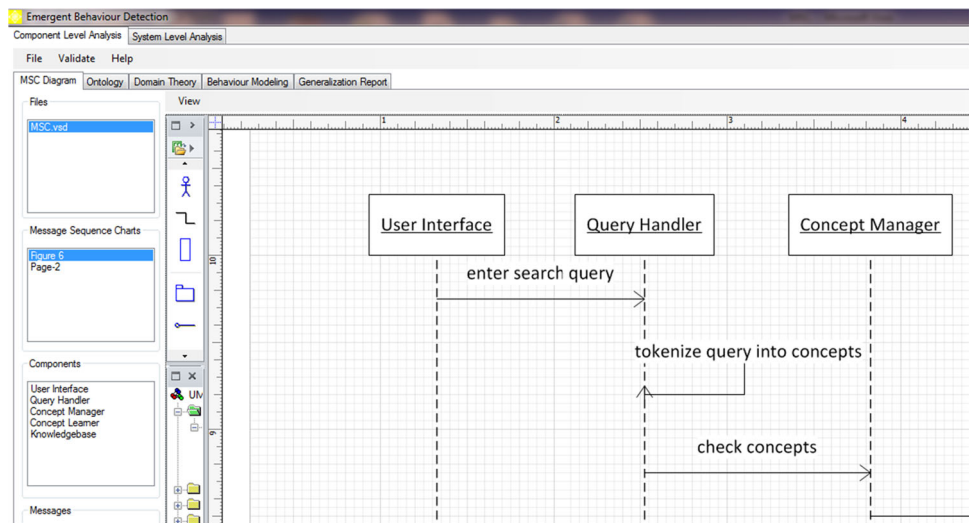 Emergent Behaviour Detection
Component Level Analysis System Level Analysis
File Validate Help
MSC Diagram Ontology Domain Theory Behaviour Modeling Generalization Report
Files
MSC.vsd
Message Sequence Charts
Figure 6
Page-2
Components
User Interface
Query Handler
Concept Manager
Concept Learner
Knowledgebase
Messages
View
1 2 3 4
10
9
UM
User Interface Query Handler Concept Manager
enter search query
tokenize query into concepts
check concepts